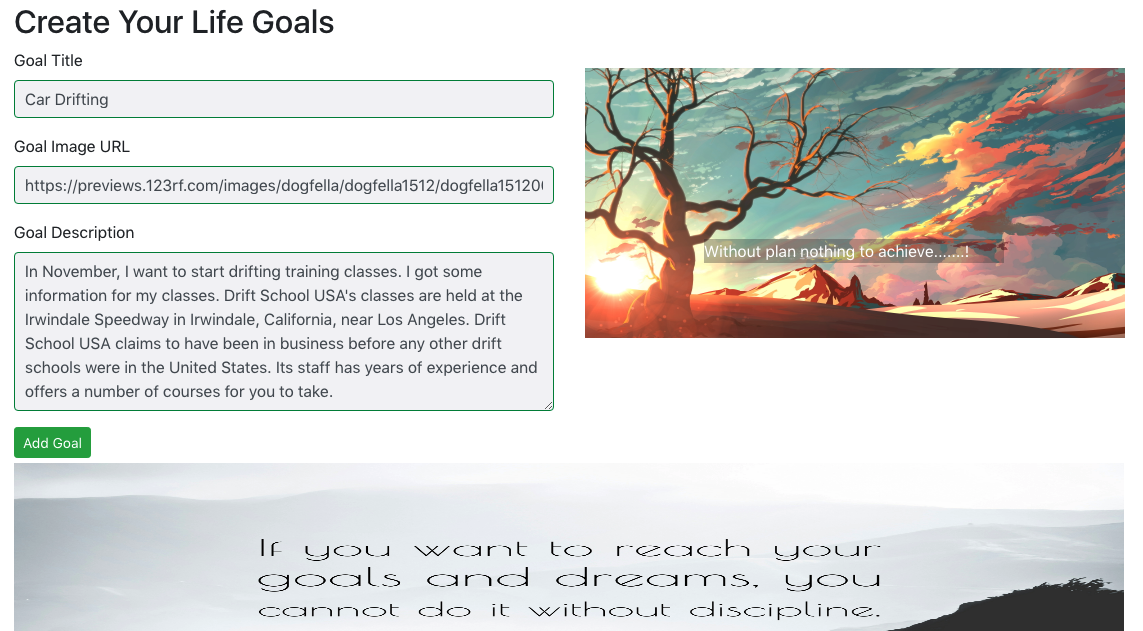 Create Your Life Goals
Goal Title
Car Drifting
Goal Image URL
https://previews.123rf.com/images/dogfella/dogfella1512/dogfella15120
Goal Description
In November, I want to start drifting training classes. I got some
information for my classes. Drift School USA's classes are held at the
Irwindale Speedway in Irwindale, California, near Los Angeles. Drift
School USA claims to have been in business before any other drift
schools were in the United States. Its staff has years of experience and
offers a number of courses for you to take.
Add Goal
Without plan nothing to achieve.......!
If you want to reach your
goals and dreams, you
cannot do it without discipline.